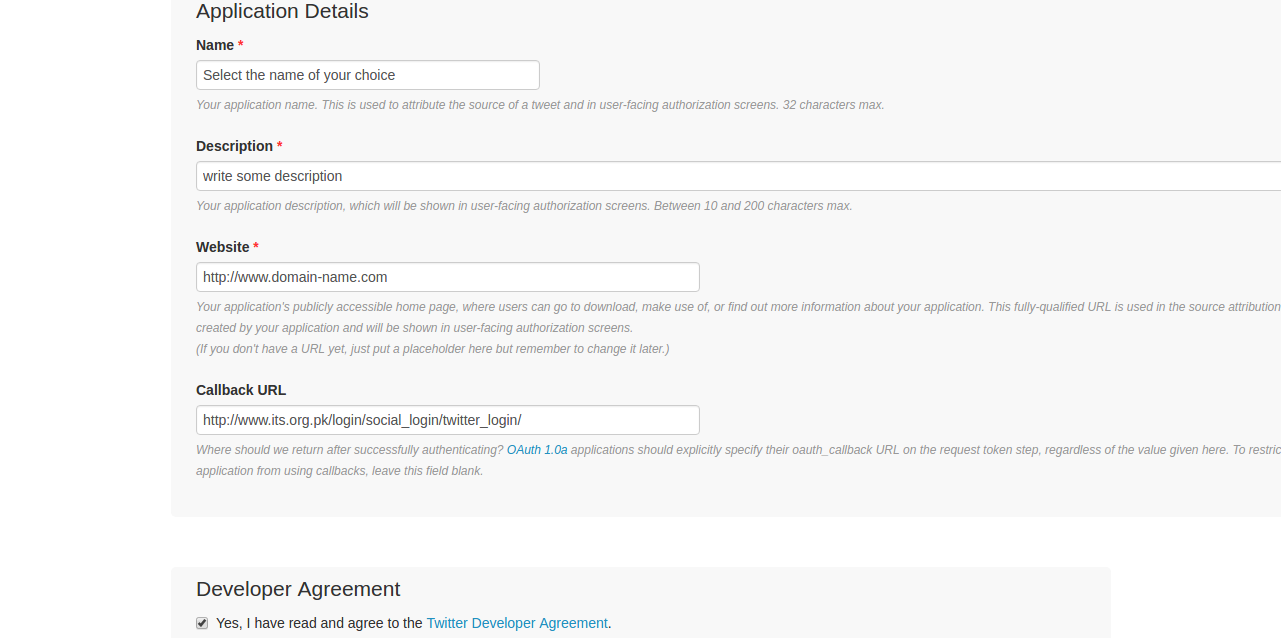 Application Details
Name *
Select the name of your choice
Your application name. This is used to attribute the source of a tweet and in user-facing authorization screens. 32 characters max.
Description *
write some description
Your application description, which will be shown in user-facing authorization screens. Between 10 and 200 characters max.
Website *
http://www.domain-name.com
Your application's publicly accessible home page, where users can go to download, make use of, or find out more information about your application. This fully-qualified URL is used in the source attribution
created by your application and will be shown in user-facing authorization screens.
(If you don't have a URL yet, just put a placeholder here but remember to change it later.)
Callback URL
http://www.its.org.pk/login/social_login/twitter_login/
Where should we return after successfully authenticating? OAuth 1.0a applications should explicitly specify their oauth_callback URL on the request token step, regardless of the value given here. To restric
application from using callbacks, leave this field blank.
Developer Agreement
Yes, I have read and agree to the Twitter Developer Agreement.